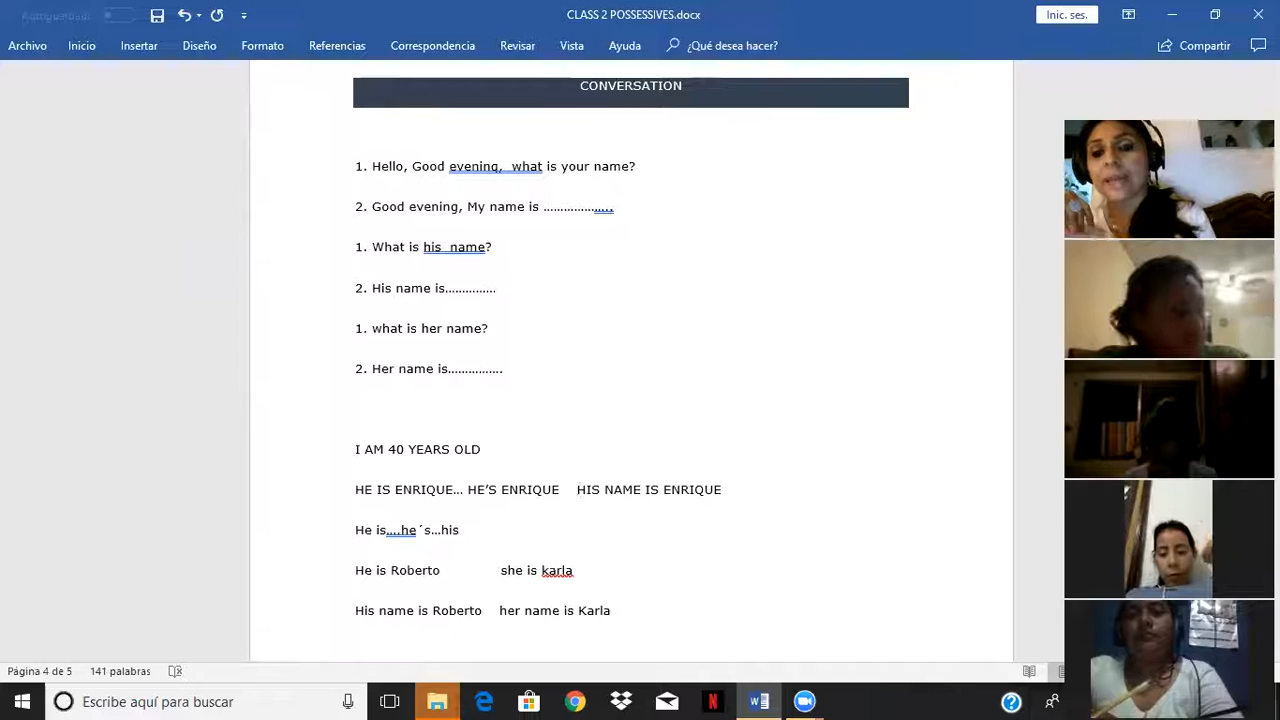 Autoguardado
CLASS 2 POSSESSIVES.docx
Inic. ses.
Archivo Inicio Insertar Diseño Formato Referencias Correspondencia Revisar Vista Ayuda ¿Qué desea hacer? Compartir
CONVERSATION
1. Hello, Good evening,  what is your name?
2. Good evening, My name is ………………….
1. What is his  name?
2. His name is……………
1. what is her name?
2. Her name is…………….
I AM 40 YEARS OLD
HE IS ENRIQUE… HE’S ENRIQUE    HIS NAME IS ENRIQUE
He is….he´s…his
He is Roberto    she is karla
His name is Roberto    her name is Karla
Página 4 de 5    141 palabras
Escribe aquí para buscar